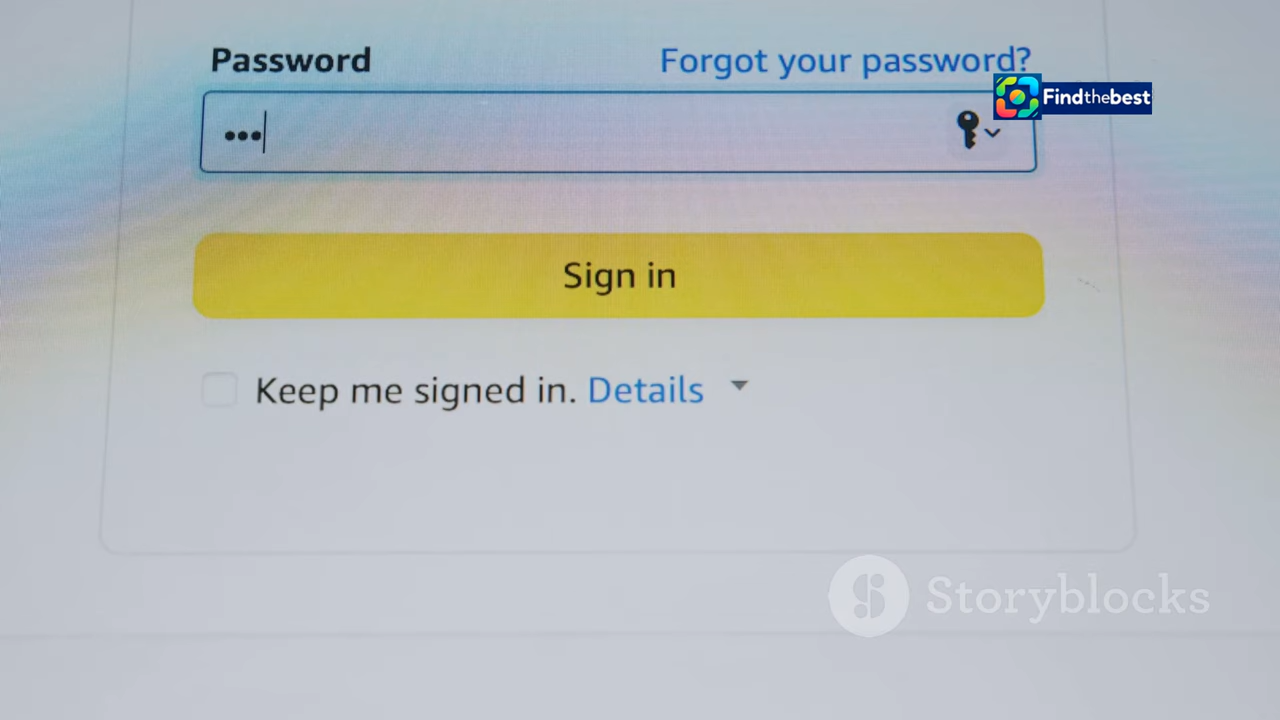 Password
Forgot your password?
Findthebest
•••
Sign in
Keep me signed in. Details
Storyblocks